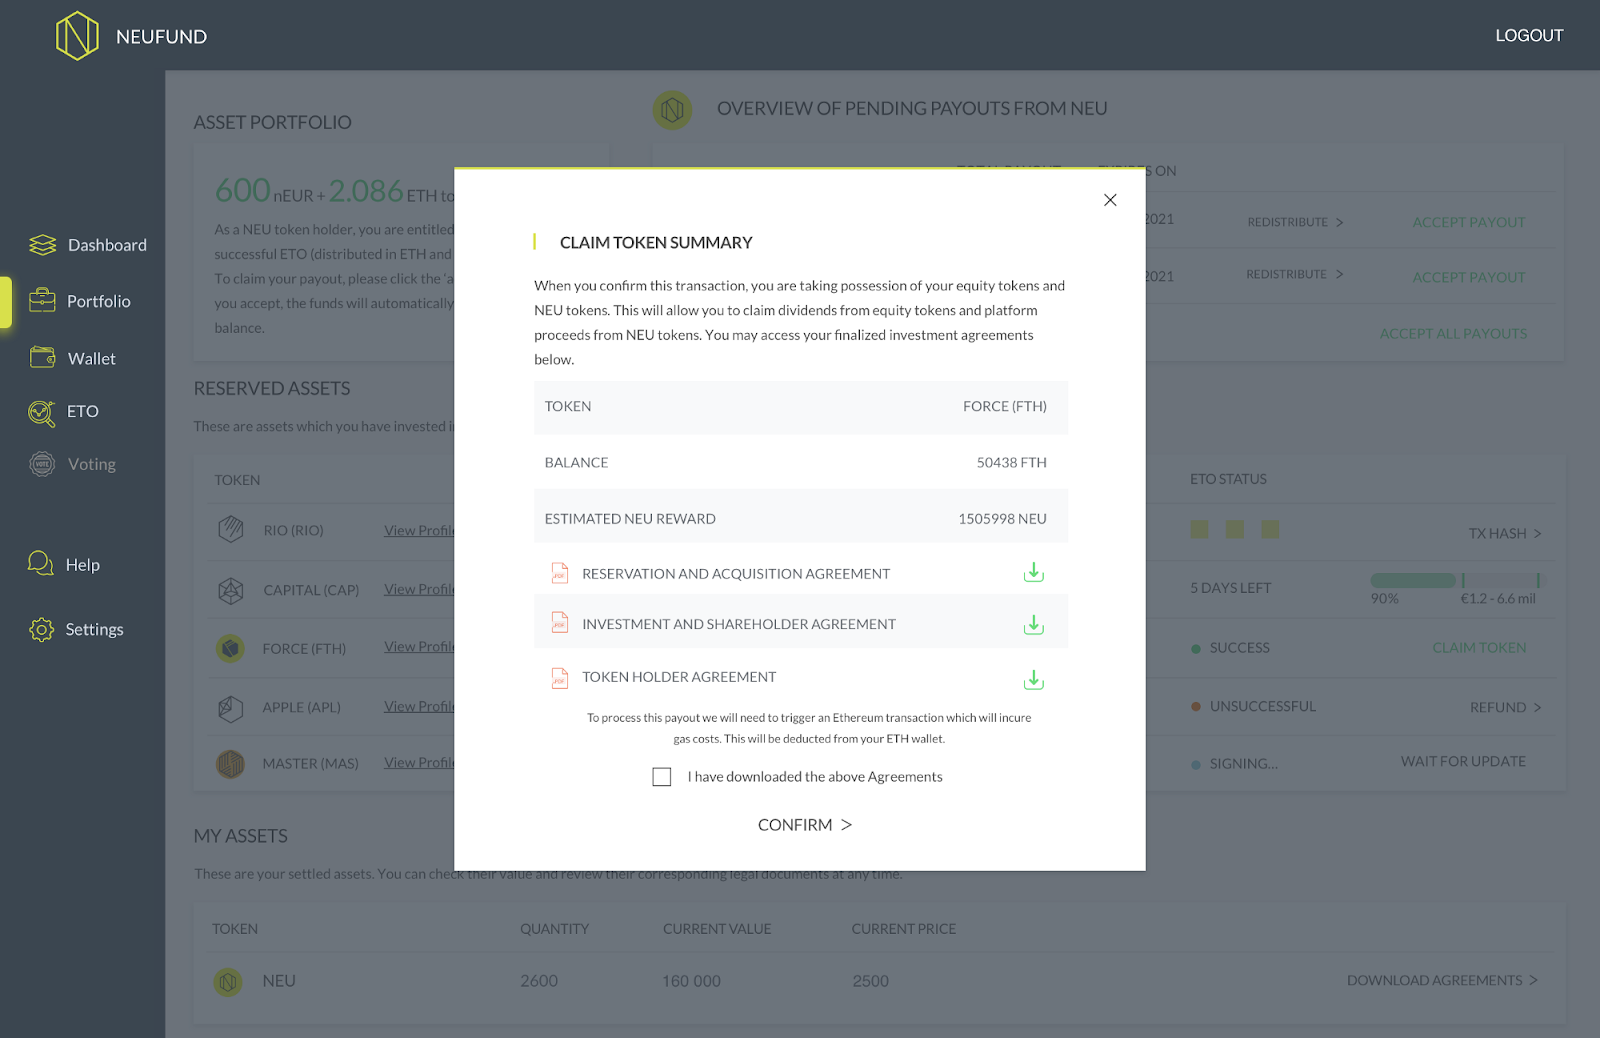 NEUFUND
LOGOUT
Dashboard
Portfolio
Wallet
ETO
VOTE
Voting
Help
Settings
ASSET PORTFOLIO
600 nEUR + 2.086 ETH to
As a NEU token holder, you are entitled
successful ETO (distributed in ETH and
To claim your payout, please click the 'a
you accept, the funds will automatically
balance.
OVERVIEW OF PENDING PAYOUTS FROM NEU
TOTAL PAYOUT EXPIRES ON
2021 REDISTRIBUTE > ACCEPT PAYOUT
2021 REDISTRIBUTE > ACCEPT PAYOUT
ACCEPT ALL PAYOUTS
RESERVED ASSETS
These are assets which you have invested i
TOKEN ETO STATUS
RIO (RIO) View Profile TX HASH >
CAPITAL (CAP) View Profile 5 DAYS LEFT 90% €1.2 - 6.6 mil
FORCE (FTH) View Profile SUCCESS CLAIM TOKEN
APPLE (APL) View Profile UNSUCCESSFUL REFUND >
MASTER (MAS) View Profile SIGNING... WAIT FOR UPDATE
CLAIM TOKEN SUMMARY
When you confirm this transaction, you are taking possession of your equity tokens and
NEU tokens. This will allow you to claim dividends from equity tokens and platform
proceeds from NEU tokens. You may access your finalized investment agreements
below.
TOKEN FORCE (FTH)
BALANCE 50438 FTH
ESTIMATED NEU REWARD 1505998 NEU
PDF RESERVATION AND ACQUISITION AGREEMENT
PDF INVESTMENT AND SHAREHOLDER AGREEMENT
PDF TOKEN HOLDER AGREEMENT
To process this payout we will need to trigger an Ethereum transaction which will incure
gas costs. This will be deducted from your ETH wallet.
I have downloaded the above Agreements
CONFIRM >
MY ASSETS
These are your settled assets. You can check their value and review their corresponding legal documents at any time.
TOKEN QUANTITY CURRENT VALUE CURRENT PRICE
NEU 2600 160 000 2500 DOWNLOAD AGREEMENTS >